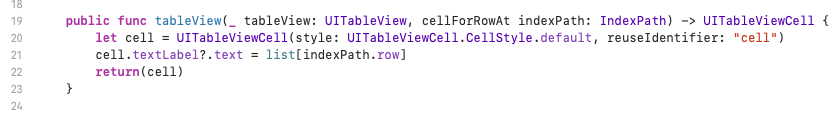 18
19 public func tableView(_ tableView: UITableView, cellForRowAt indexPath: IndexPath) -> UITableViewCell {
20 let cell = UITableViewCell(style: UITableViewCell.CellStyle.default, reuseIdentifier: "cell")
21 cell.textLabel?.text = list[indexPath.row]
22 return(cell)
23 }
24